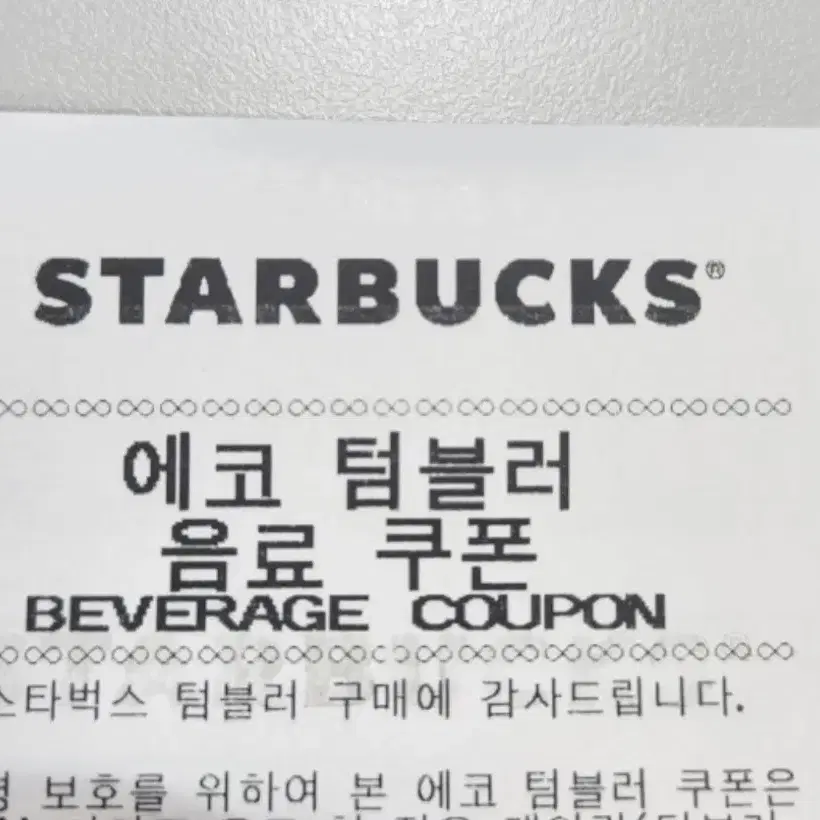 STARBUCKS®
에코 텀블러
음료 쿠폰
BEVERAGE COUPON
스타벅스 텀블러 구매에 감사드립니다.
보호를 위하여 본 에코 텀블러 쿠폰은